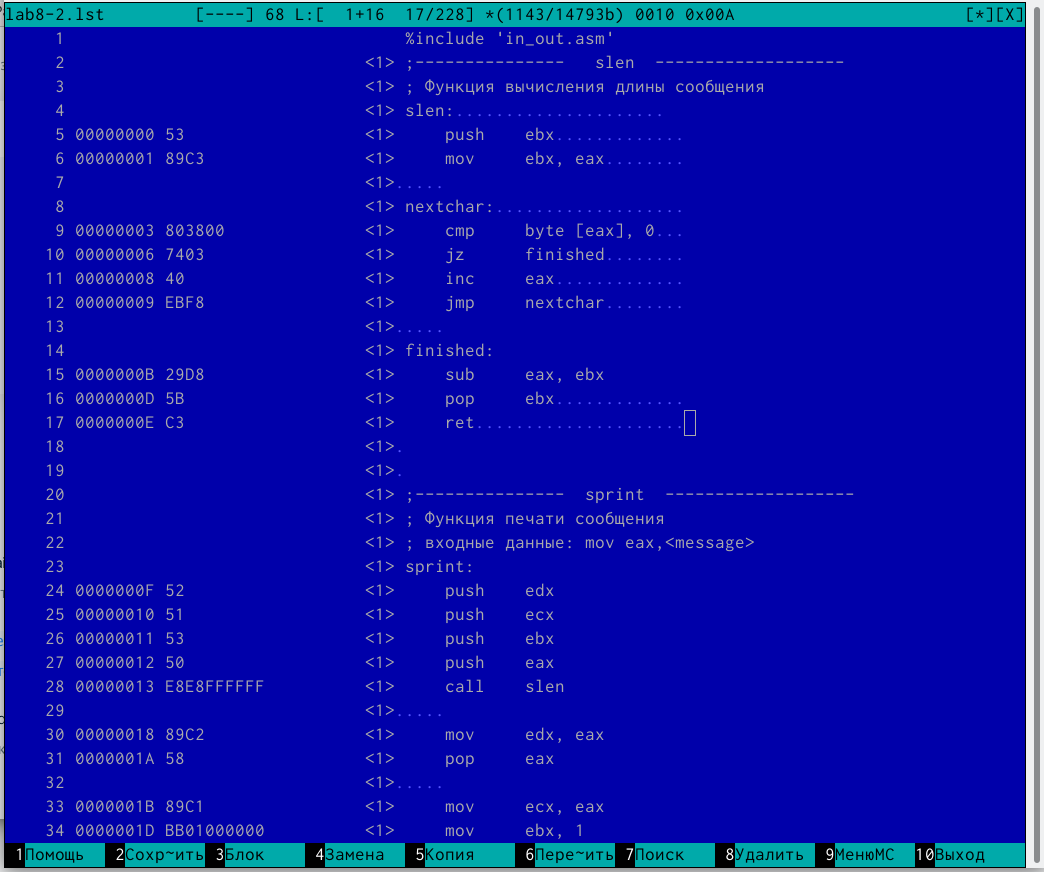 lab8-2.lst [----] 68 L:[ 1+16 17/228] *(1143/14793b) 0010 0x00A [*][X]
1 %include 'in_out.asm'
2 <1> ;--------------- slen -------------------
3 <1> ; Функция вычисления длины сообщения
4 <1> slen:.....................
5 00000000 53 <1> push ebx.............
6 00000001 89C3 <1> mov ebx, eax........
7 <1>.....
8 <1> nextchar:...................
9 00000003 803800 <1> cmp byte [eax], 0...
10 00000006 7403 <1> jz finished........
11 00000008 40 <1> inc eax.............
12 00000009 EBF8 <1> jmp nextchar........
13 <1>.....
14 <1> finished:
15 0000000B 29D8 <1> sub eax, ebx
16 0000000D 5B <1> pop ebx.............
17 0000000E C3 <1> ret.....................
18 <1>.
19 <1>.
20 <1> ;--------------- sprint -------------------
21 <1> ; Функция печати сообщения
22 <1> ; входные данные: mov eax,<message>
23 <1> sprint:
24 0000000F 52 <1> push edx
25 00000010 51 <1> push ecx
26 00000011 53 <1> push ebx
27 00000012 50 <1> push eax
28 00000013 E8E8FFFFFF <1> call slen
29 <1>.....
30 00000018 89C2 <1> mov edx, eax
31 0000001A 58 <1> pop eax
32 <1>.....
33 0000001B 89C1 <1> mov ecx, eax
34 0000001D BB01000000 <1> mov ebx, 1
1Помощь 2Сохр~ить 3Блок 4Замена 5Копия 6Пере~ить 7Поиск 8Удалить 9МенюМС 10Выход